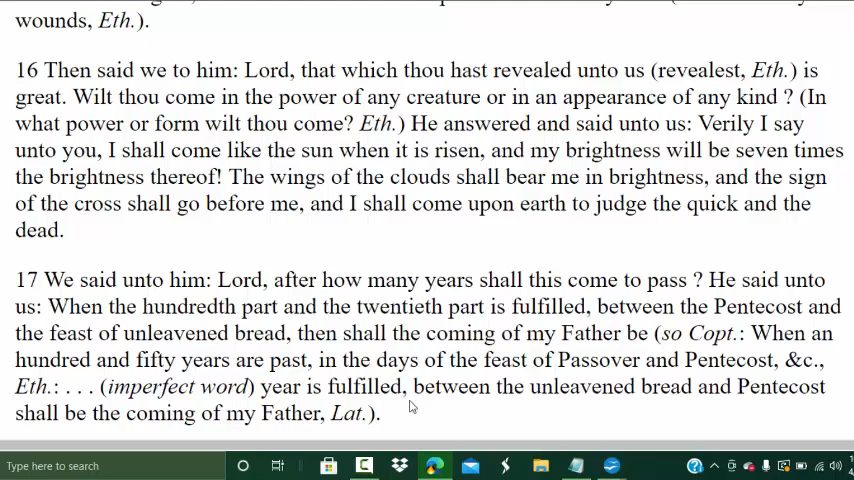 wounds, Eth.).
16 Then said we to him: Lord, that which thou hast revealed unto us (revealest, Eth.) is
great. Wilt thou come in the power of any creature or in an appearance of any kind ? (In
what power or form wilt thou come? Eth.) He answered and said unto us: Verily I say
unto you, I shall come like the sun when it is risen, and my brightness will be seven times
the brightness thereof! The wings of the clouds shall bear me in brightness, and the sign
of the cross shall go before me, and I shall come upon earth to judge the quick and the
dead.
17 We said unto him: Lord, after how many years shall this come to pass ? He said unto
us: When the hundredth part and the twentieth part is fulfilled, between the Pentecost and
the feast of unleavened bread, then shall the coming of my Father be (so Copt.: When an
hundred and fifty years are past, in the days of the feast of Passover and Pentecost, &c.,
Eth.: . . . (imperfect word) year is fulfilled, between the unleavened bread and Pentecost
shall be the coming of my Father, Lat.).
Type here to search